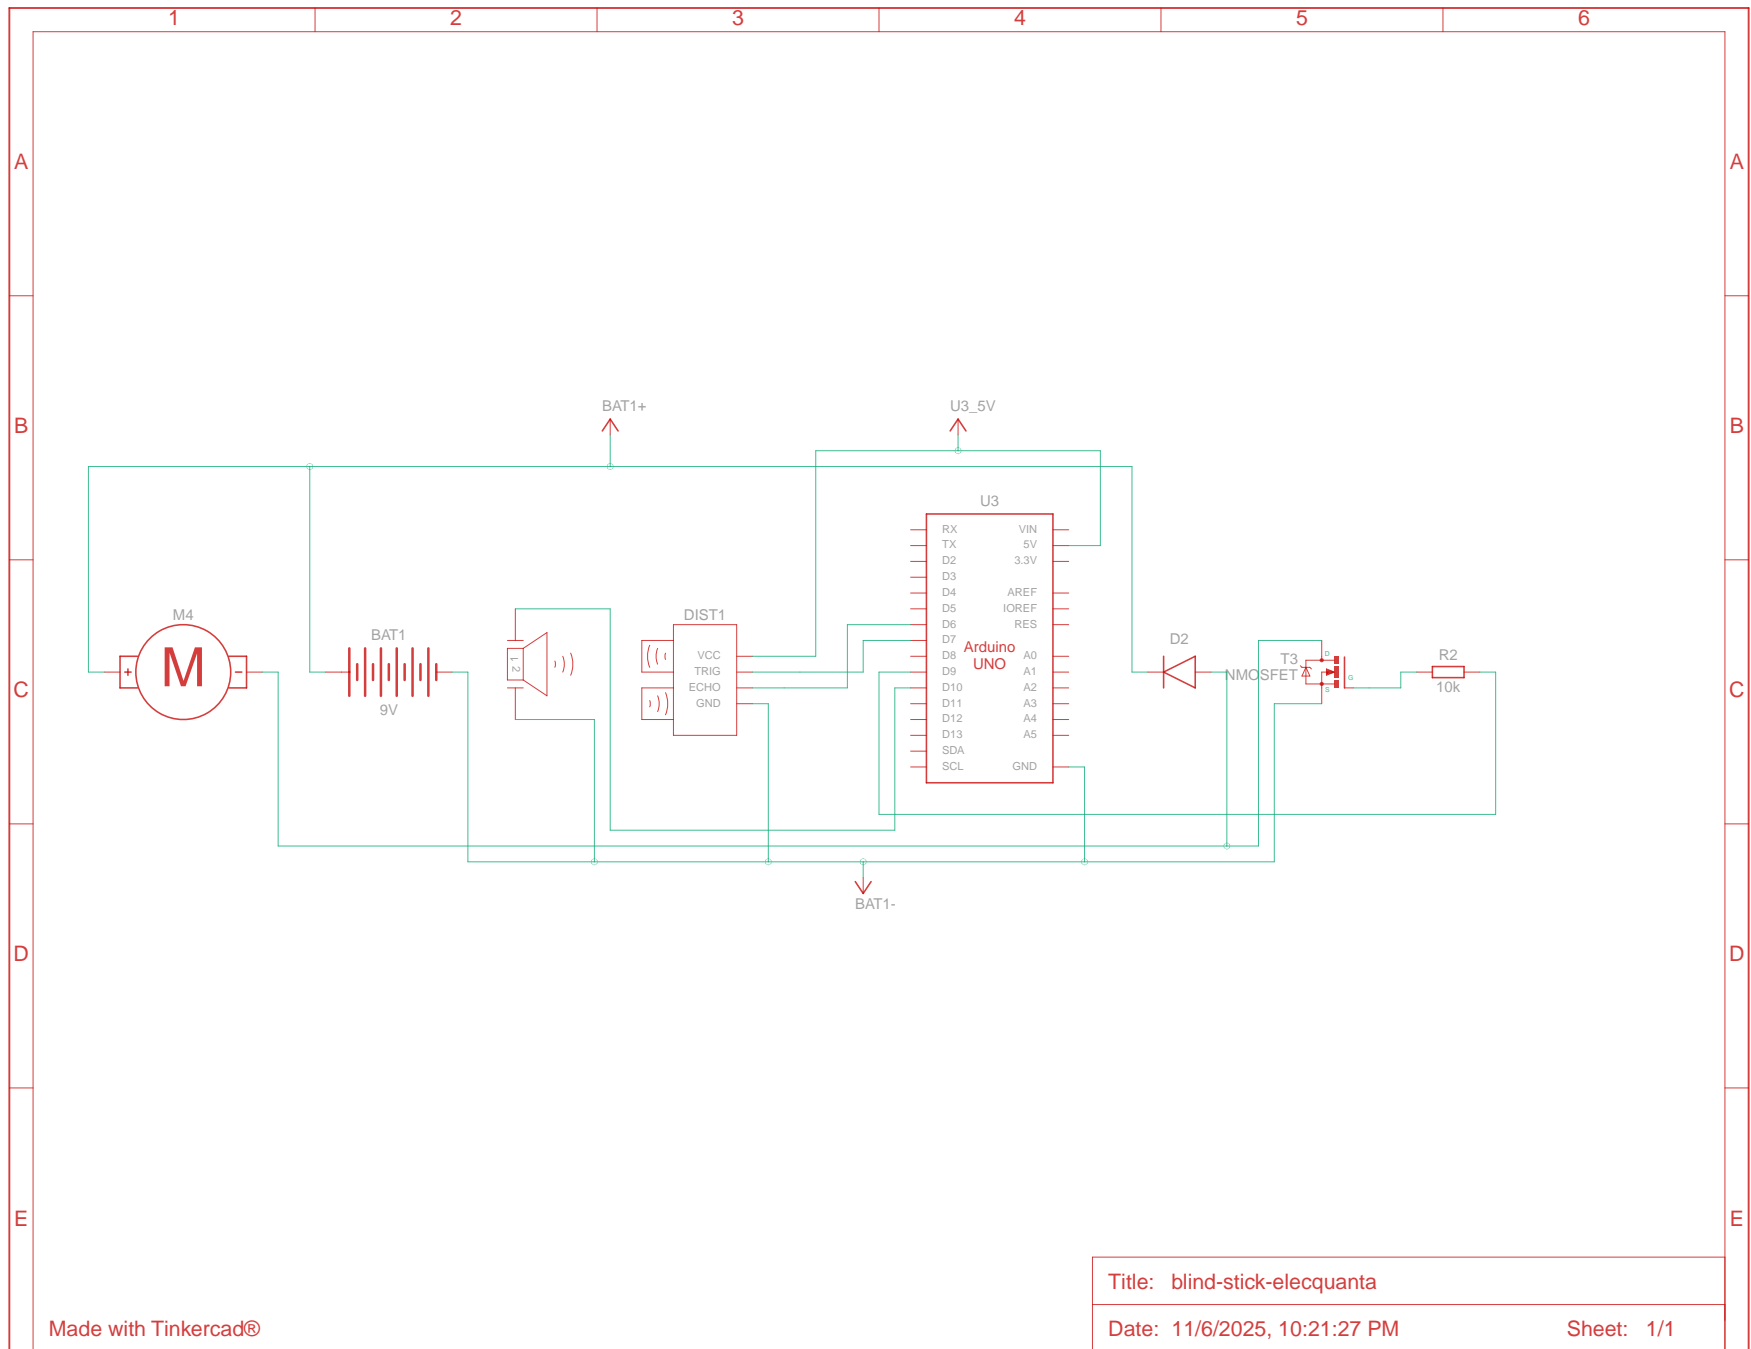 1 2 3 4 5 6
A A
B B
C C
D D
E E
BAT1+
U3_5V
U3
RX VIN
TX 5V
D2 3.3V
D3
D4 AREF
D5 IOREF
D6 RES
D7
Arduino
UNO
D8 A0
D9 A1
D10 A2
D11 A3
D12 A4
D13 A5
SDA
SCL GND
M4
+ M -
BAT1
9V
1 2
DIST1
VCC
TRIG
ECHO
GND
D2
T3
NMOSFET
D
G
S
R2
10k
BAT1-
Title: blind-stick-elecquanta
Date: 11/6/2025, 10:21:27 PM Sheet: 1/1
Made with Tinkercad®